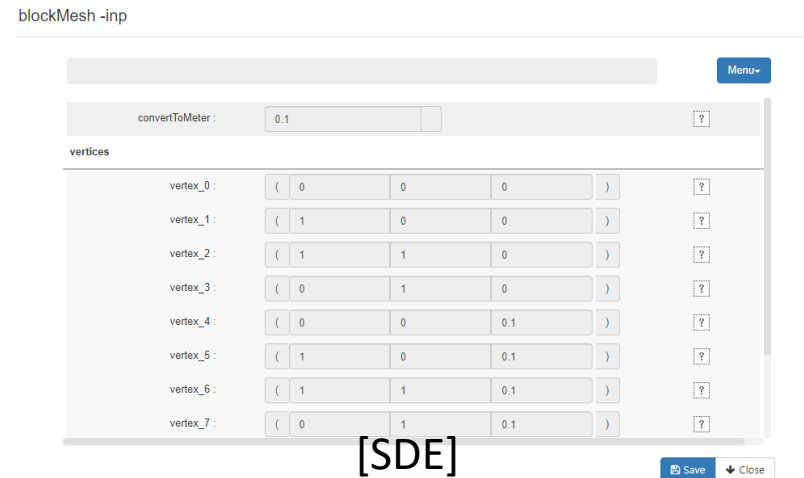 blockMesh -inp
Menu
convertToMeter : 0.1 ?
vertices
vertex_0 : ( 0 0 0 ) ?
vertex_1 : ( 1 0 0 ) ?
vertex_2 : ( 1 1 0 ) ?
vertex_3 : ( 0 1 0 ) ?
vertex_4 : ( 0 0 0.1 ) ?
vertex_5 : ( 1 0 0.1 ) ?
vertex_6 : ( 1 1 0.1 ) ?
vertex_7 : ( 0 1 0.1 ) ?
[SDE]
Save Close